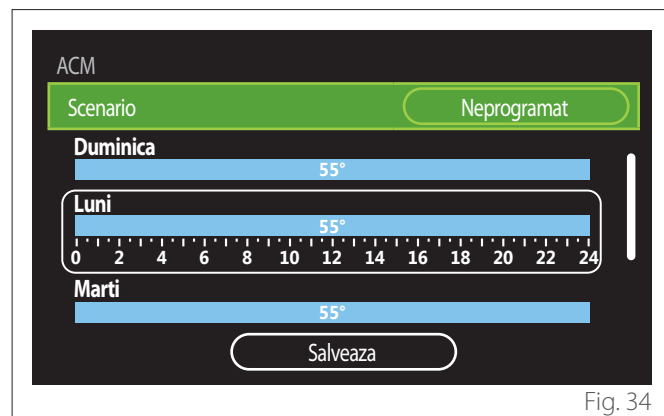 ACM
Scenario Neprogramat
Duminica
55°
Luni
55°
0 2 4 6 8 10 12 14 16 18 20 22 24
Marti
55°
Salveaza
Fig. 34